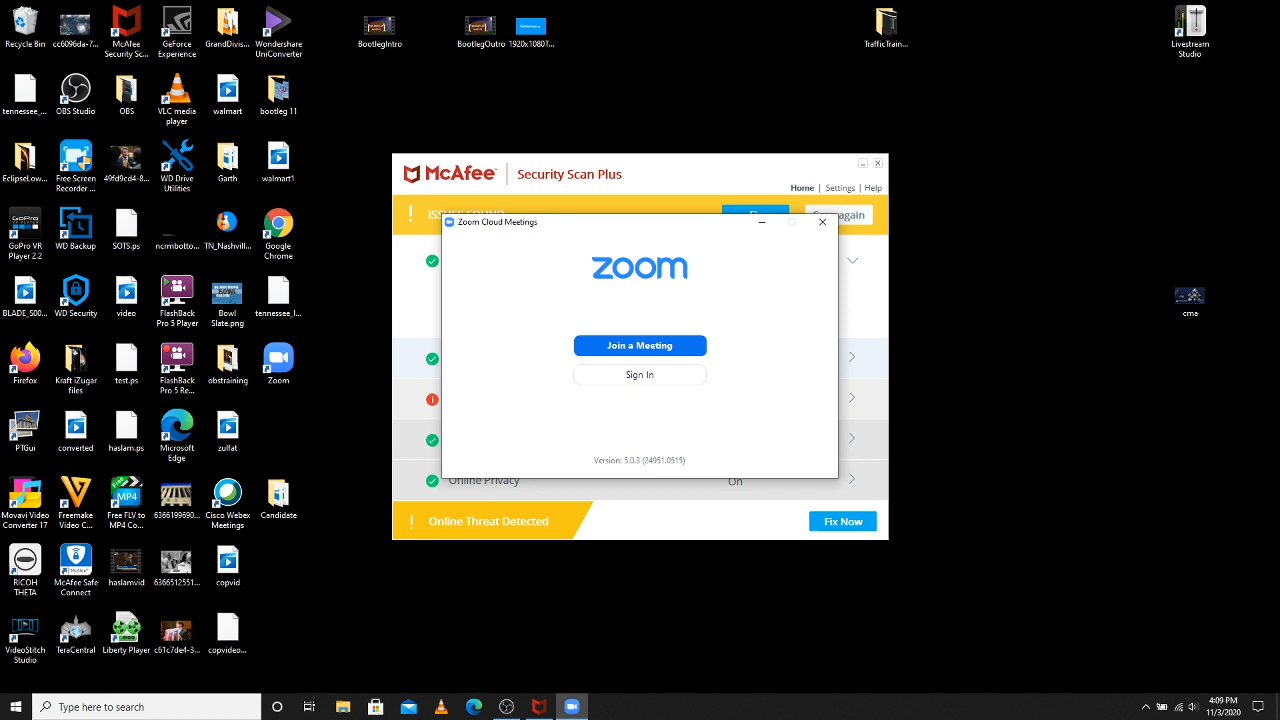 Recycle Bin
cc6096da-7...
McAfee
Security Sc...
GeForce
Experience
GrandDivis...
Wondershare
UniConverter
BootlegIntro
BootlegOutro
1920x1080T...
TrafficTrain...
Livestream
Studio
tennessee_...
OBS Studio
OBS
VLC media
player
walmart
bootleg 11
EclipseLow...
Free Screen
Recorder ...
49fd9cd4-8...
WD Drive
Utilities
Garth
walmart1
GoPro VR
Player 2.2
WD Backup
SOTS.ps
ncrmbotto...
TN_Nashvill...
Google
Chrome
BLADE_S00...
WD Security
video
FlashBack
Pro 5 Player
Bowl
Slate.png
tennessee_l...
Firefox
Kraft iZugar
files
test.ps
FlashBack
Pro 5 Re...
obstraining
Zoom
PTGui
converted
haslam.ps
Microsoft
Edge
zulfat
Movavi Video
Converter 17
Freemake
Video C...
Free FLV to
MP4 Co...
6366199690...
Cisco Webex
Meetings
Candidate
RICOH
THETA
McAfee Safe
Connect
haslamvid
6366512551...
copvid
VideoStitch
Studio
TeraCentral
Liberty Player
c61c7de4-3...
copvideo...
cma
McAfee | Security Scan Plus
Home | Settings | Help
again
Zoom Cloud Meetings
zoom
Join a Meeting
Sign In
Version: 5.0.3 (24951.0515)
Online Privacy On
Online Threat Detected
Fix Now
Type here to search
4:09 PM
11/3/2020